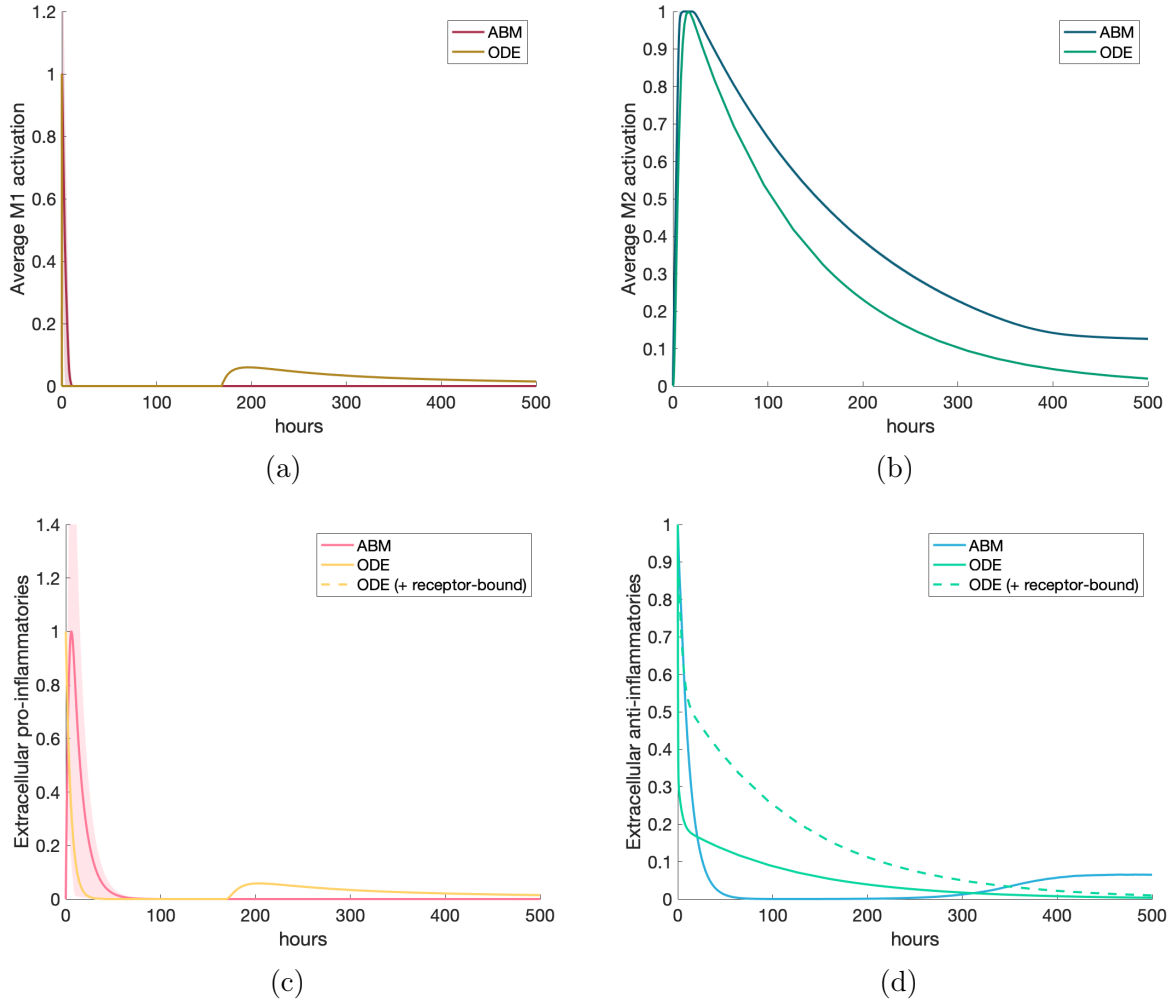 Average M1 activation
1.2
1
0.8
0.6
0.4
0.2
0
0 100 200 300 400 500
hours
ABM
ODE
(a)
Average M2 activation
1
0.9
0.8
0.7
0.6
0.5
0.4
0.3
0.2
0.1
0
0 100 200 300 400 500
hours
ABM
ODE
(b)
Extracellular pro-inflammatories
1.4
1.2
1
0.8
0.6
0.4
0.2
0
0 100 200 300 400 500
hours
ABM
ODE
ODE (+ receptor-bound)
(c)
Extracellular anti-inflammatories
1
0.9
0.8
0.7
0.6
0.5
0.4
0.3
0.2
0.1
0
0 100 200 300 400 500
hours
ABM
ODE
ODE (+ receptor-bound)
(d)